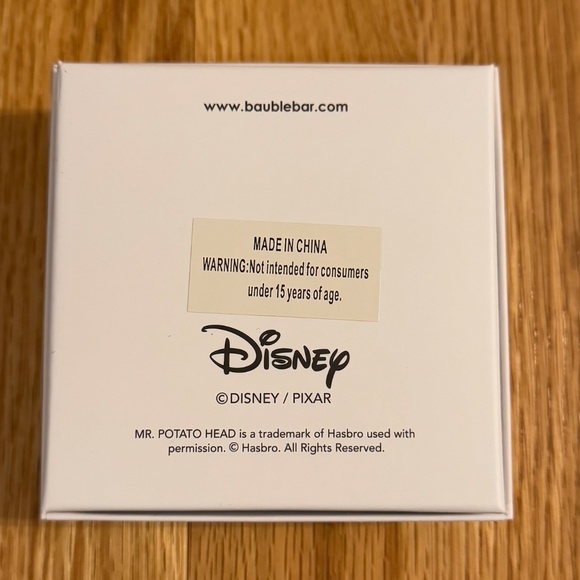 www.baublebar.com
MADE IN CHINA
WARNING:Not intended for consumers
under 15 years of age.
Disney
©DISNEY / PIXAR
MR. POTATO HEAD is a trademark of Hasbro used with
permission. © Hasbro. All Rights Reserved.